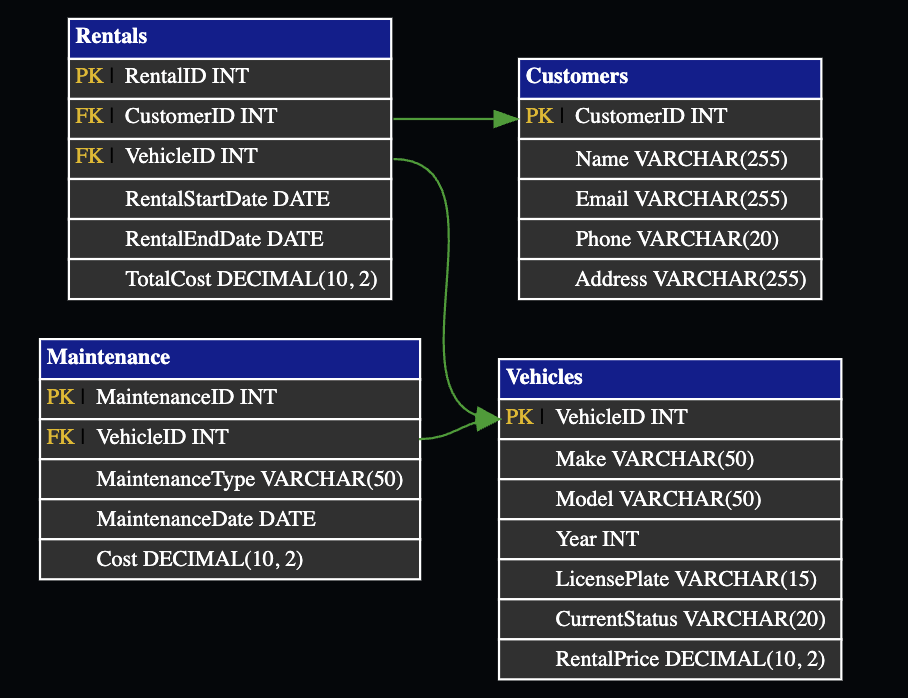 Rentals
PK | RentalID INT
FK | CustomerID INT
FK | VehicleID INT
RentalStartDate DATE
RentalEndDate DATE
TotalCost DECIMAL(10, 2)
Customers
PK | CustomerID INT
Name VARCHAR(255)
Email VARCHAR(255)
Phone VARCHAR(20)
Address VARCHAR(255)
Maintenance
PK | MaintenanceID INT
FK | VehicleID INT
MaintenanceType VARCHAR(50)
MaintenanceDate DATE
Cost DECIMAL(10, 2)
Vehicles
PK | VehicleID INT
Make VARCHAR(50)
Model VARCHAR(50)
Year INT
LicensePlate VARCHAR(15)
CurrentStatus VARCHAR(20)
RentalPrice DECIMAL(10, 2)